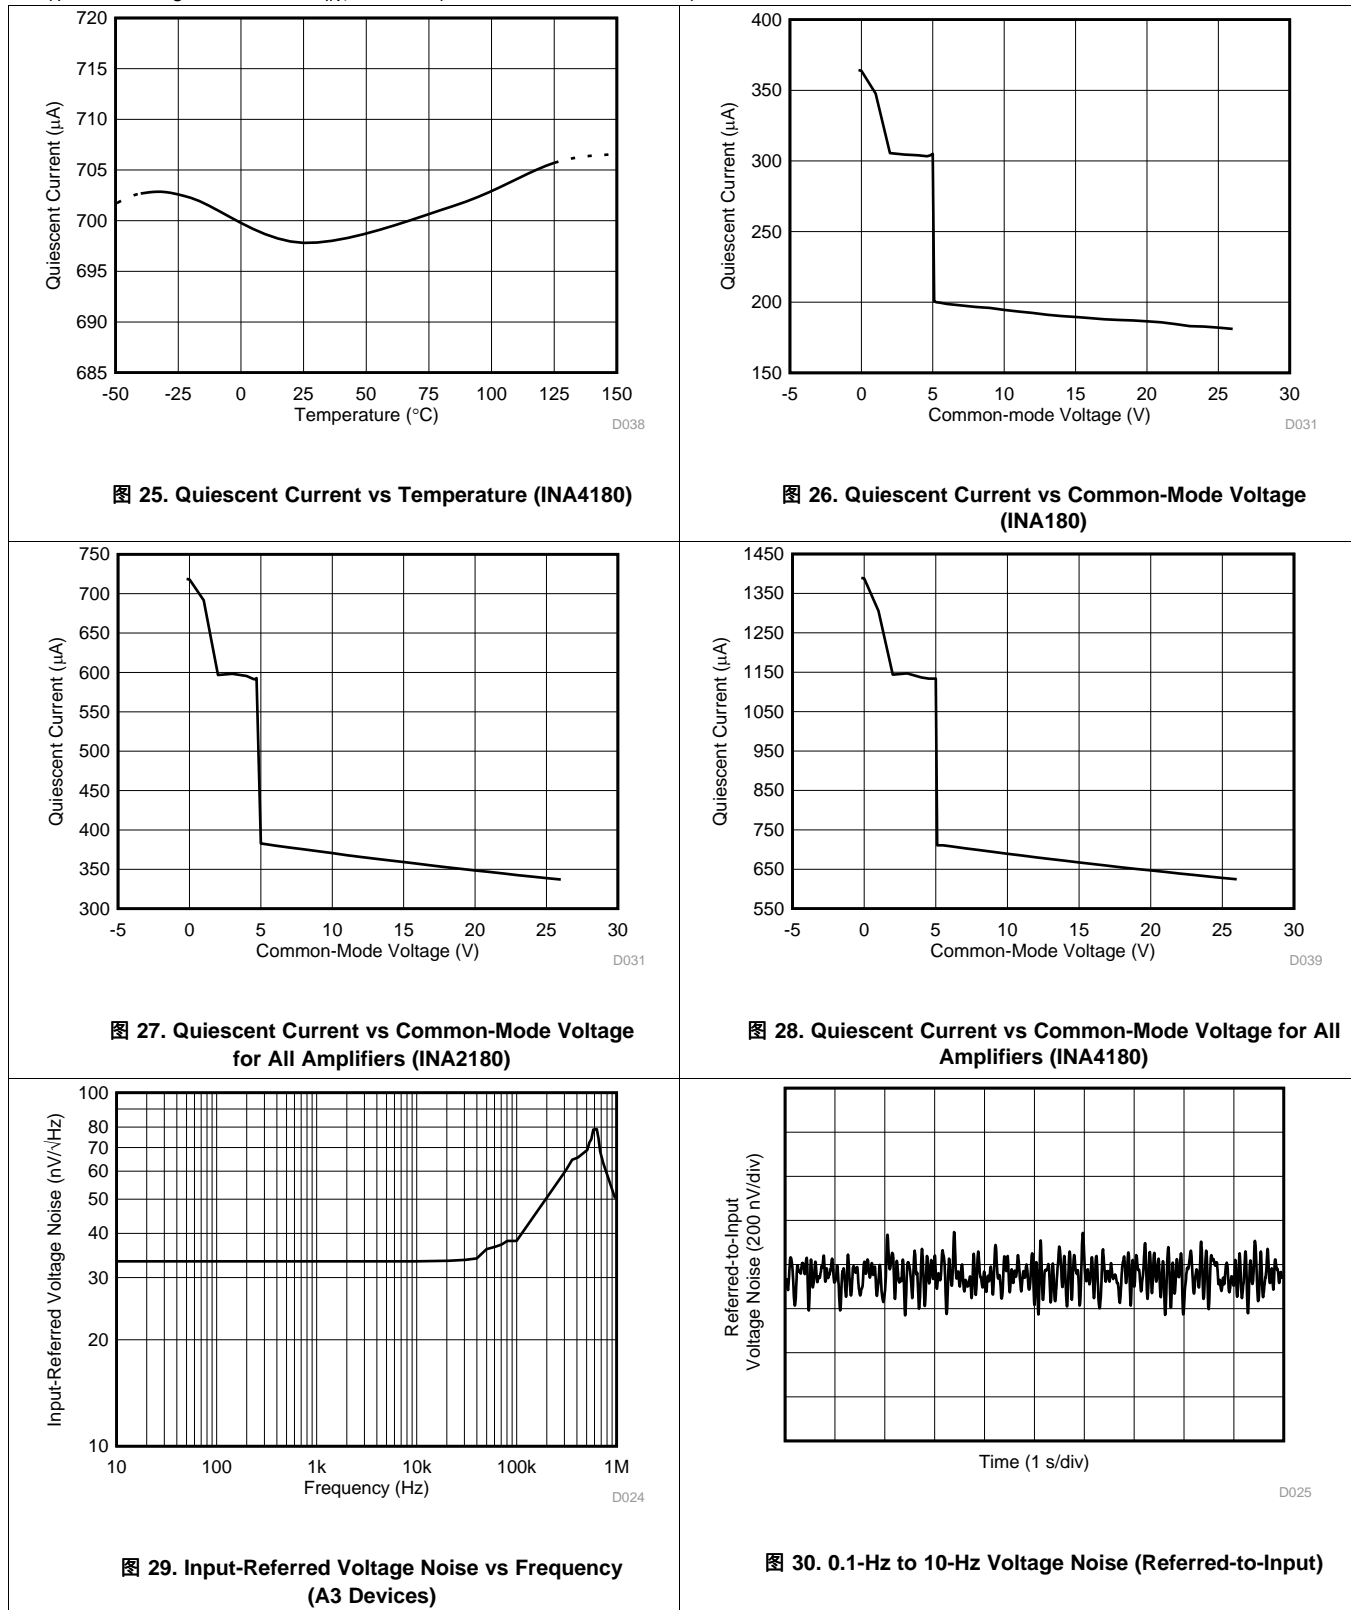 720
715
710
705
700
695
690
685
Quiescent Current (μA)
-50 -25 0 25 50 75 100 125 150
Temperature (°C)
D038
图 25. Quiescent Current vs Temperature (INA4180)
400
350
300
250
200
150
Quiescent Current (μA)
-5 0 5 10 15 20 25 30
Common-mode Voltage (V)
D031
图 26. Quiescent Current vs Common-Mode Voltage
(INA180)
750
700
650
600
550
500
450
400
350
300
Quiescent Current (μA)
-5 0 5 10 15 20 25 30
Common-Mode Voltage (V)
D031
图 27. Quiescent Current vs Common-Mode Voltage
for All Amplifiers (INA2180)
1450
1350
1250
1150
1050
950
850
750
650
550
Quiescent Current (μA)
-5 0 5 10 15 20 25 30
Common-Mode Voltage (V)
D039
图 28. Quiescent Current vs Common-Mode Voltage for All
Amplifiers (INA4180)
100
80
70
60
50
40
30
20
10
Input-Referred Voltage Noise (nV/√Hz)
10 100 1k 10k 100k 1M
Frequency (Hz)
D024
图 29. Input-Referred Voltage Noise vs Frequency
(A3 Devices)
Referred-to-Input
Voltage Noise (200 nV/div)
Time (1 s/div)
D025
图 30. 0.1-Hz to 10-Hz Voltage Noise (Referred-to-Input)